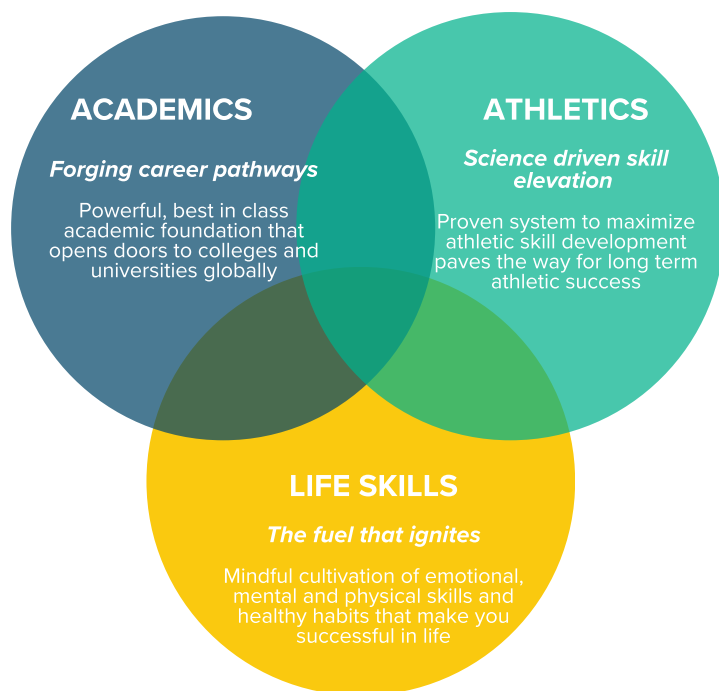 ACADEMICS
Forging career pathways
Powerful, best in class
academic foundation that
opens doors to colleges and
universities globally
ATHLETICS
Science driven skill
elevation
Proven system to maximize
athletic skill development
paves the way for long term
athletic success
LIFE SKILLS
The fuel that ignites
Mindful cultivation of emotional,
mental and physical skills and
healthy habits that make you
successful in life